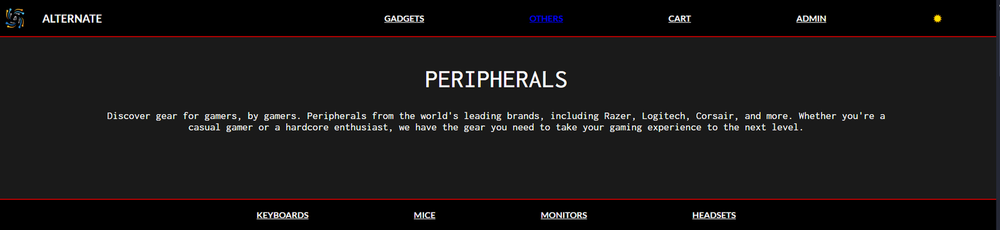 ALTERNATE GADGETS OTHERS CART ADMIN
PERIPHERALS
Discover gear for gamers, by gamers. Peripherals from the world's leading brands, including Razer, Logitech, Corsair, and more. Whether you're a
casual gamer or a hardcore enthusiast, we have the gear you need to take your gaming experience to the next level.
KEYBOARDS MICE MONITORS HEADSETS